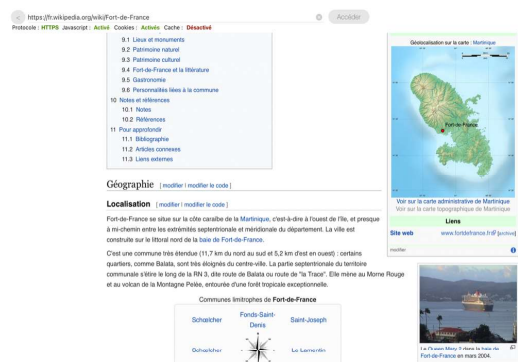 https://fr.wikipedia.org/wiki/Fort-de-France
Accéder
Protocole : HTTPS Javascript : Activé Cookies : Activés Cache : Désactivé
9.1 Lieux et monuments
9.2 Patrimoine naturel
9.3 Patrimoine culturel
9.4 Fort-de-France et la littérature
9.5 Gastronomie
9.6 Personnalités liées à la commune
10 Notes et références
10.1 Notes
10.2 Références
11 Pour approfondir
11.1 Bibliographie
11.2 Articles connexes
11.3 Liens externes
Géolocalisation sur la carte : Martinique
Fort-de-France
Voir sur la carte administrative de Martinique
Voir sur la carte topographique de Martinique
Liens
Site web www.fortdefrance.fr
modifier
Géographie [ modifier | modifier le code ]
Localisation [ modifier | modifier le code ]
Fort-de-France se situe sur la côte caraïbe de la Martinique, c'est-à-dire à l'ouest de l'île, et presque
à mi-chemin entre les extrémités septentrionale et méridionale du département. La ville est
construite sur le littoral nord de la baie de Fort-de-France.
C'est une commune très étendue (11,7 km du nord au sud et 5,2 km d'est en ouest) : certains
quartiers, comme Balata, sont très éloignés du centre-ville. La partie septentrionale du territoire
communale s'étire le long de la RN 3, dite route de Balata ou route de "la Trace". Elle mène au Morne Rouge
et au volcan de la Montagne Pelée, entourée d'une forêt tropicale exceptionnelle.
Communes limitrophes de Fort-de-France
Schœlcher
Fonds-Saint-
Denis
Saint-Joseph
Schœlcher
Le Lamentin
Le Queen Mary 2 dans la baie de
Fort-de-France en mars 2004.